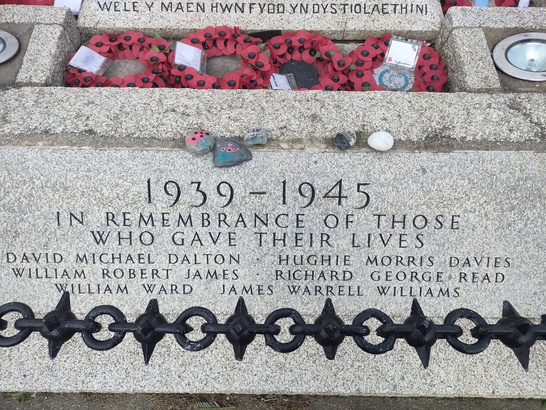 WELE Y MAEN HWN FYDD YN DYSTIOLAETH I NI
1939 – 1945
IN REMEMBRANCE OF THOSE
WHO GAVE THEIR LIVES
DAVID MICHAEL DALTON · HUGHIE MORRIS DAVIES
WILLIAM ROBERT JAMES · RICHARD GEORGE READ
WILLIAM WARD JAMES WARRELL WILLIAMS